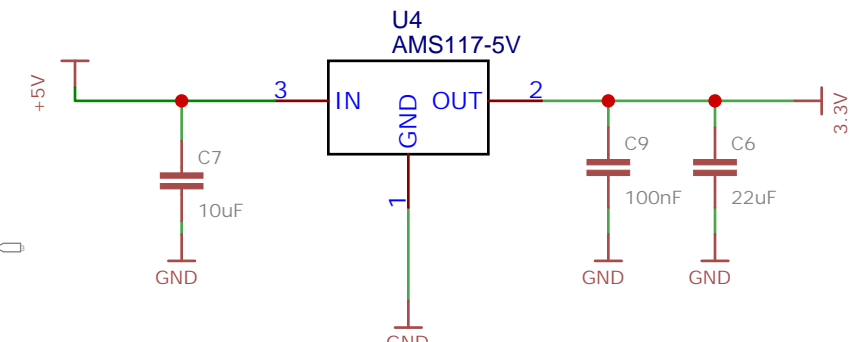 U4
AMS117-5V
+5V
3
IN
GND
OUT
2
3.3V
C7
10uF
1
C9
100nF
C6
22uF
GND
GND
GND
GND